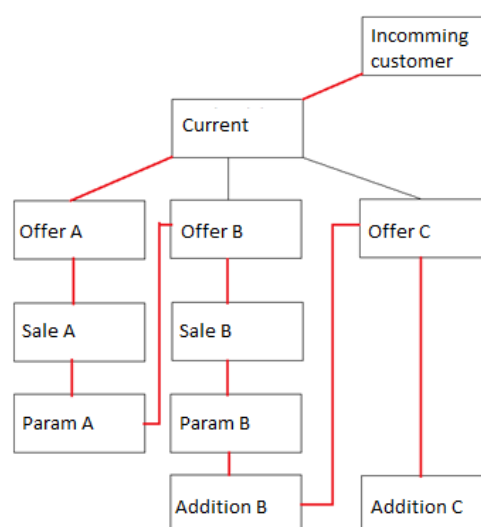 Incomming
customer
Current
Offer A
Offer B
Offer C
Sale A
Sale B
Param A
Param B
Addition B
Addition C